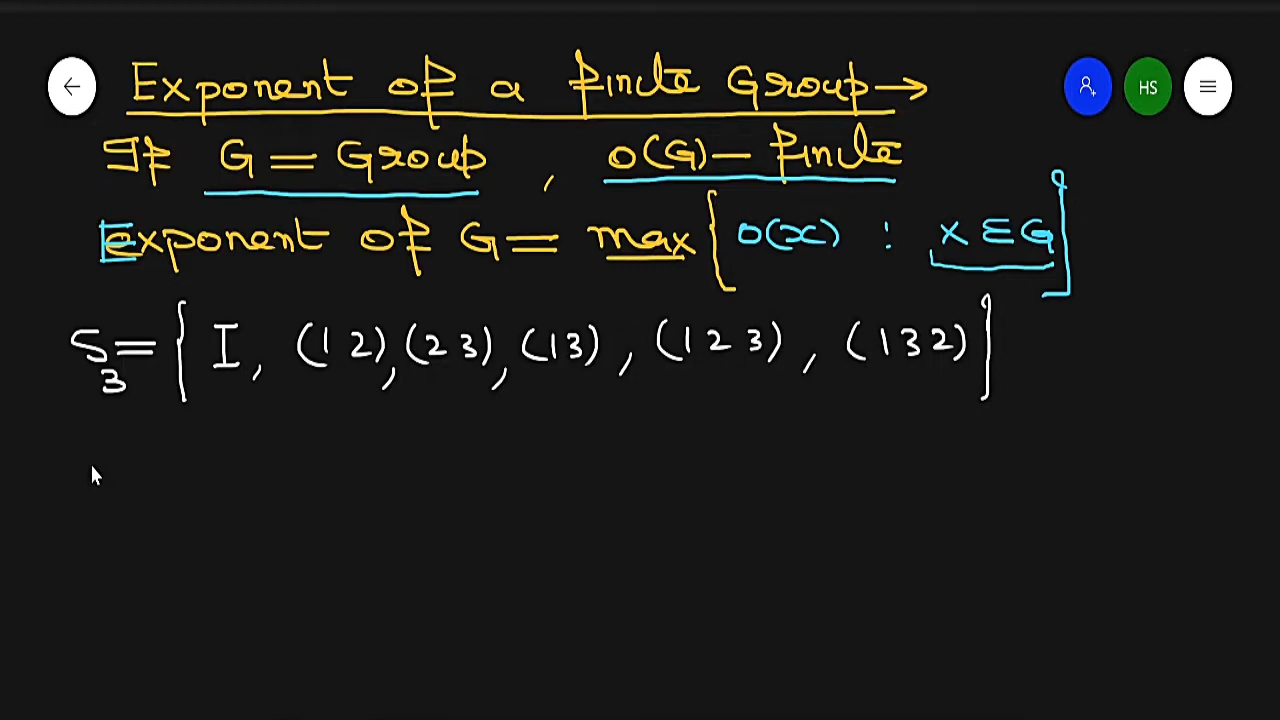 Exponent of a finite Group →
HS
If G = Group , O(G) – finite
Exponent of G = max { O(x) : x ∈ G }
S₃ = { I, (1 2), (2 3), (1 3), (1 2 3), (1 3 2) }